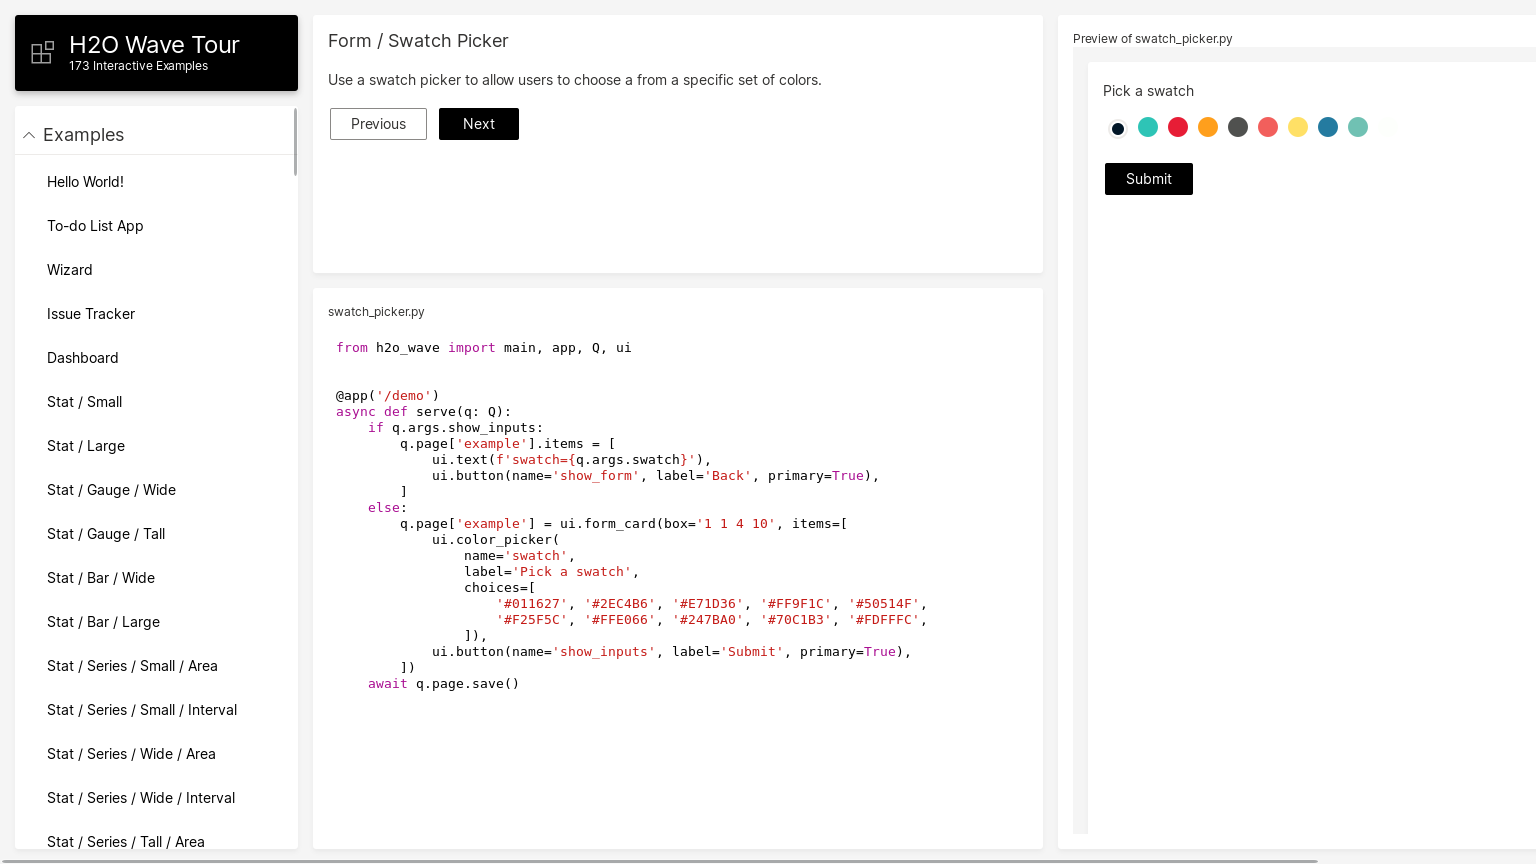 H2O Wave Tour
173 Interactive Examples
Examples
Hello World!
To-do List App
Wizard
Issue Tracker
Dashboard
Stat / Small
Stat / Large
Stat / Gauge / Wide
Stat / Gauge / Tall
Stat / Bar / Wide
Stat / Bar / Large
Stat / Series / Small / Area
Stat / Series / Small / Interval
Stat / Series / Wide / Area
Stat / Series / Wide / Interval
Stat / Series / Tall / Area
Form / Swatch Picker
Use a swatch picker to allow users to choose a from a specific set of colors.
Previous
Next
swatch_picker.py
from h2o_wave import main, app, Q, ui
@app('/demo')
async def serve(q: Q):
    if q.args.show_inputs:
        q.page['example'].items = [
            ui.text(f'swatch={q.args.swatch}'),
            ui.button(name='show_form', label='Back', primary=True),
        ]
    else:
        q.page['example'] = ui.form_card(box='1 1 4 10', items=[
            ui.color_picker(
                name='swatch',
                label='Pick a swatch',
                choices=[
                    '#011627', '#2EC4B6', '#E71D36', '#FF9F1C', '#50514F',
                    '#F25F5C', '#FFE066', '#247BA0', '#70C1B3', '#FDFFFC',
                ]),
            ui.button(name='show_inputs', label='Submit', primary=True),
        ])
    await q.page.save()
Preview of swatch_picker.py
Pick a swatch
Submit